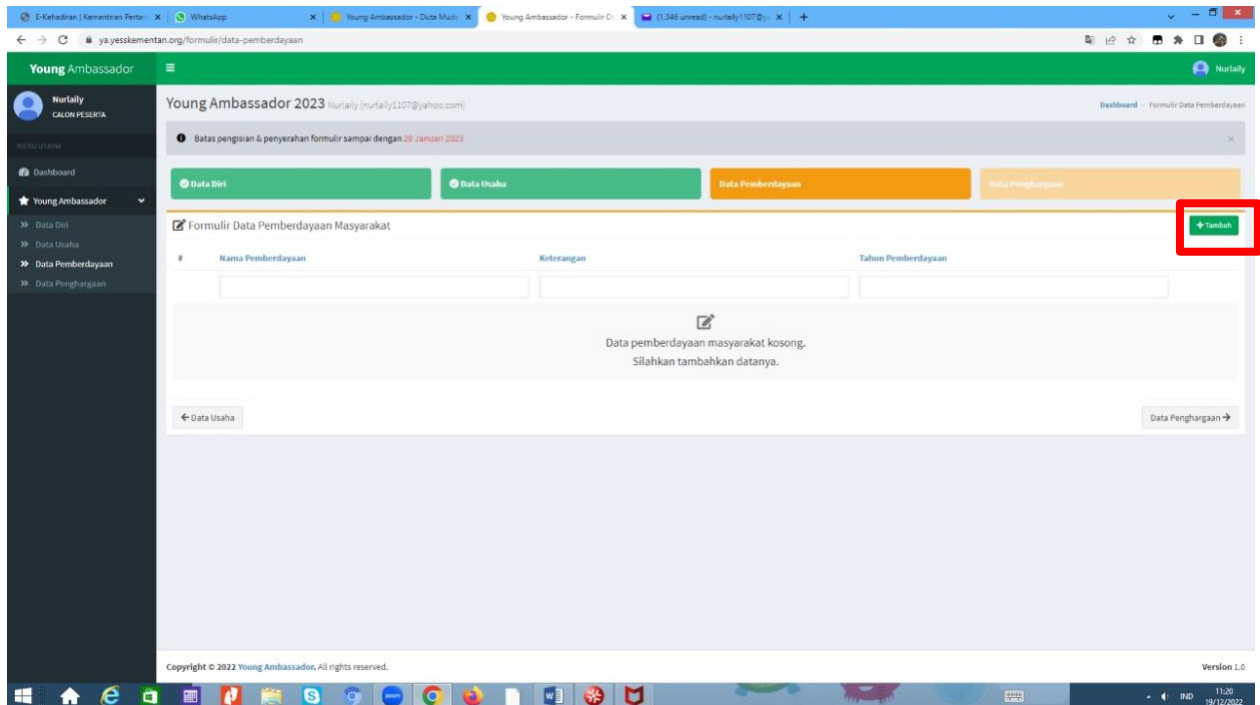 E-Kehadiran | Kementrian Pertan WhatsApp Young Ambassador - Duta Muda Young Ambassador - Formulir Da (1,346 unread) - nurlaily1107@ya
ya.yesskementan.org/formulir/data-pemberdayaan
Young Ambassador Nurlaily
Nurlaily
CALON PESERTA
Young Ambassador 2023 Nurlaily (nurlaily1107@yahoo.com) Dashboard Formulir Data Pemberdayaan
MENU UTAMA
Batas pengisian & penyerahan formulir sampai dengan 20 Januari 2023
Dashboard
Young Ambassador
Data Diri
Data Usaha
Data Pemberdayaan
Data Penghargaan
Data Diri Data Usaha Data Pemberdayaan Data Penghargaan
Formulir Data Pemberdayaan Masyarakat + Tambah
# Nama Pemberdayaan Keterangan Tahun Pemberdayaan
Data pemberdayaan masyarakat kosong.
Silahkan tambahkan datanya.
← Data Usaha Data Penghargaan →
Copyright © 2022 Young Ambassador. All rights reserved. Version 1.0
IND 11:20
19/12/2022